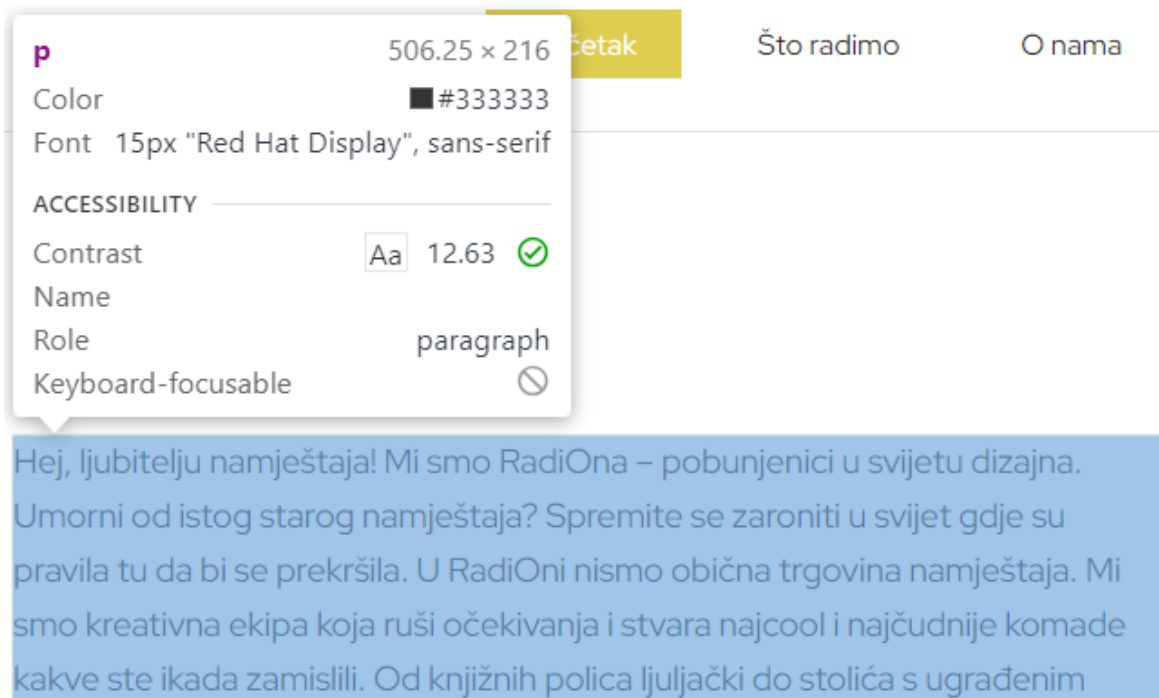 p 506.25 × 216
četak Što radimo O nama
Color #333333
Font 15px "Red Hat Display", sans-serif
ACCESSIBILITY
Contrast Aa 12.63
Name
Role paragraph
Keyboard-focusable
Hej, ljubitelju namještaja! Mi smo RadiOna – pobunjenici u svijetu dizajna.
Umorni od istog starog namještaja? Spremite se zaroniti u svijet gdje su
pravila tu da bi se prekršila. U RadiOni nismo obična trgovina namještaja. Mi
smo kreativna ekipa koja ruši očekivanja i stvara najcool i najčudnije komade
kakve ste ikada zamislili. Od knjižnih polica ljuljački do stolića s ugrađenim